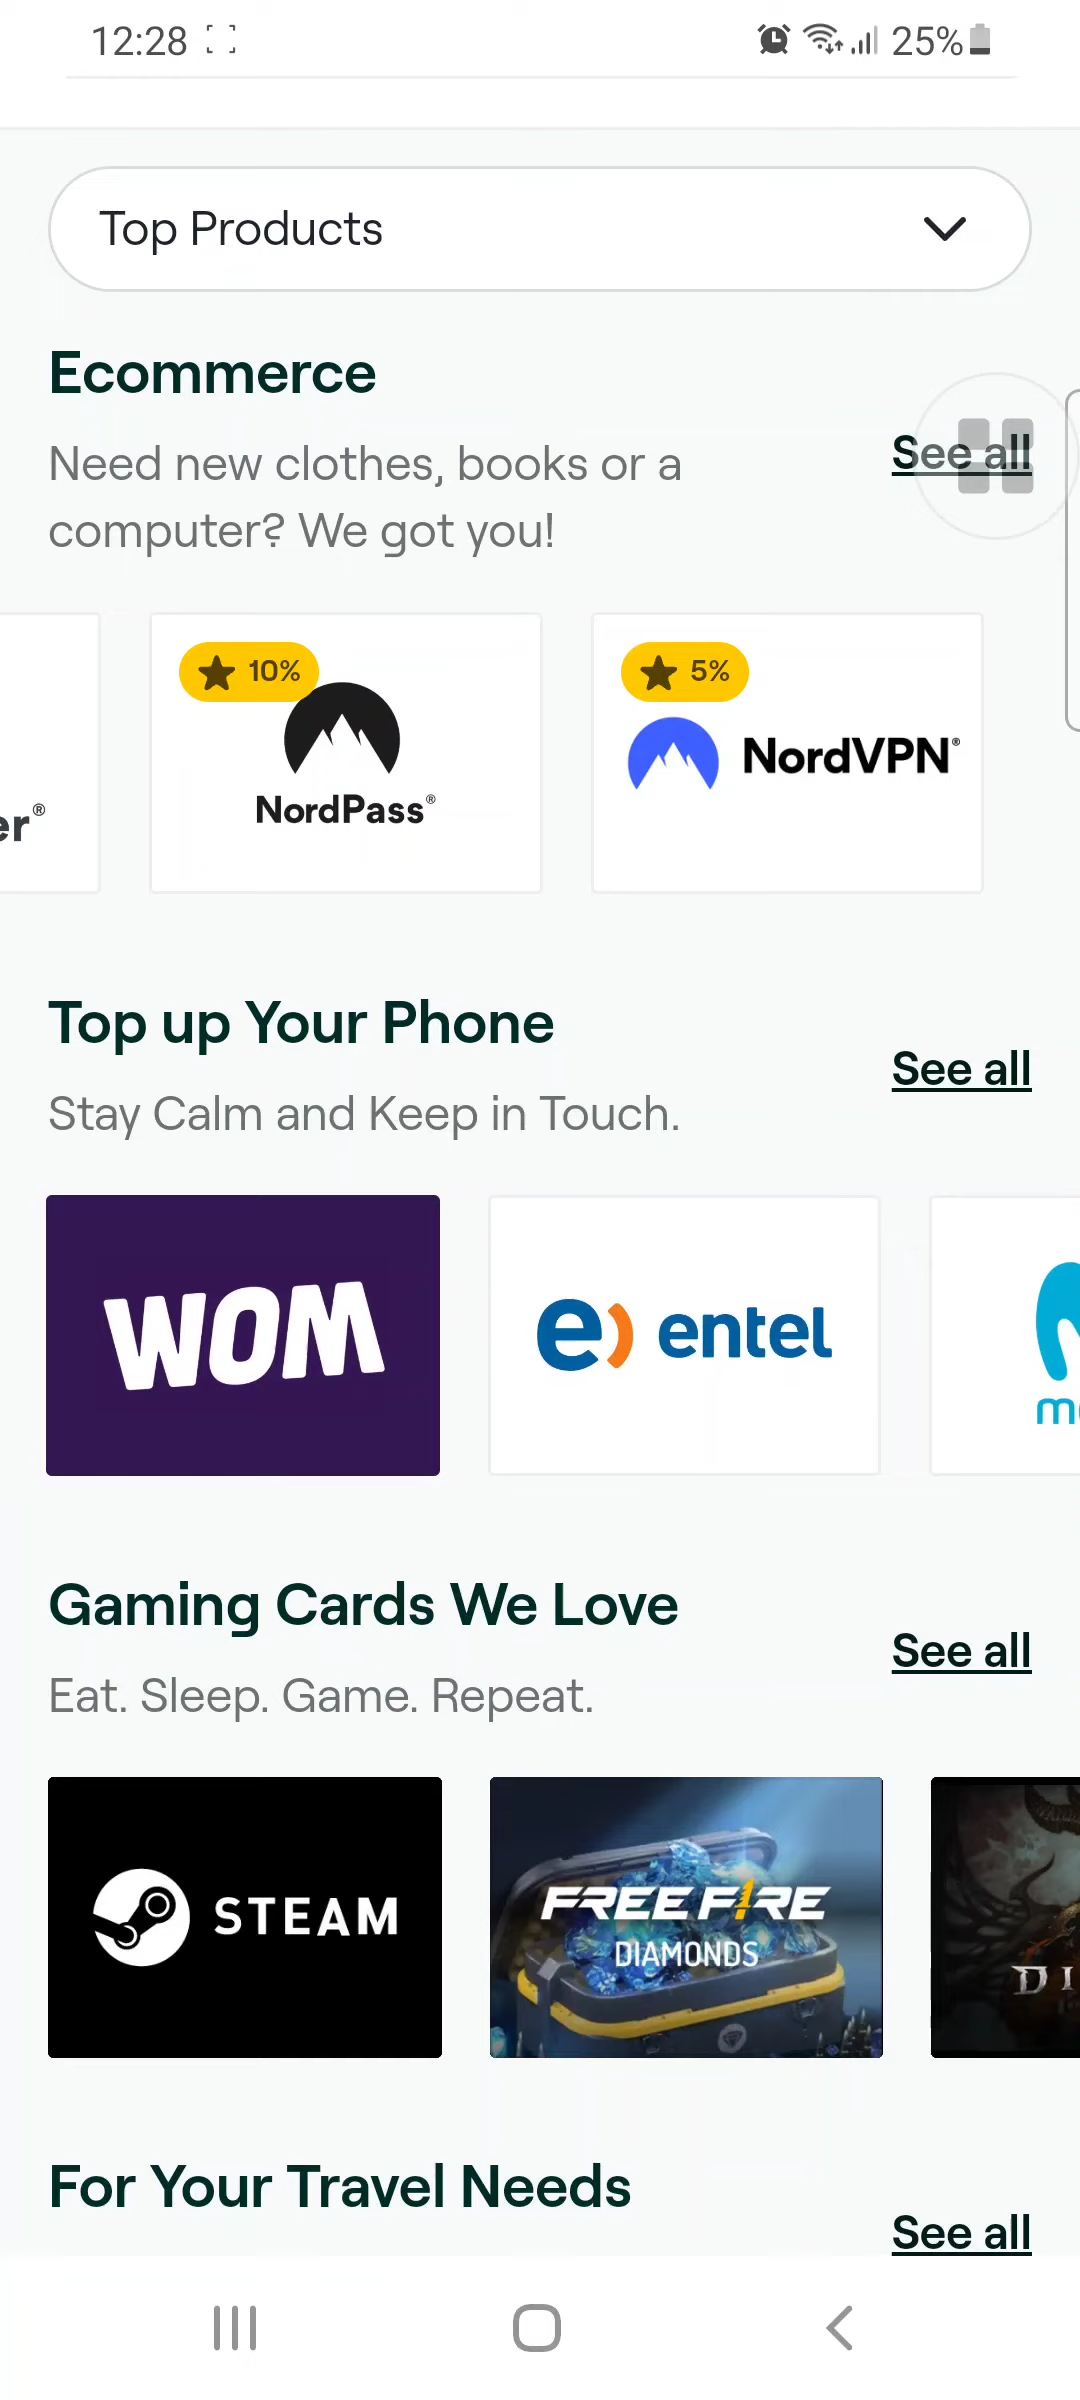 12:28
25%
Top Products
Ecommerce
Need new clothes, books or a
computer? We got you!
See all
er®
10%
NordPass®
5%
NordVPN®
Top up Your Phone
Stay Calm and Keep in Touch.
See all
WOM
e) entel
m
Gaming Cards We Love
Eat. Sleep. Game. Repeat.
See all
STEAM
FREE FIRE
DIAMONDS
DI
For Your Travel Needs
See all